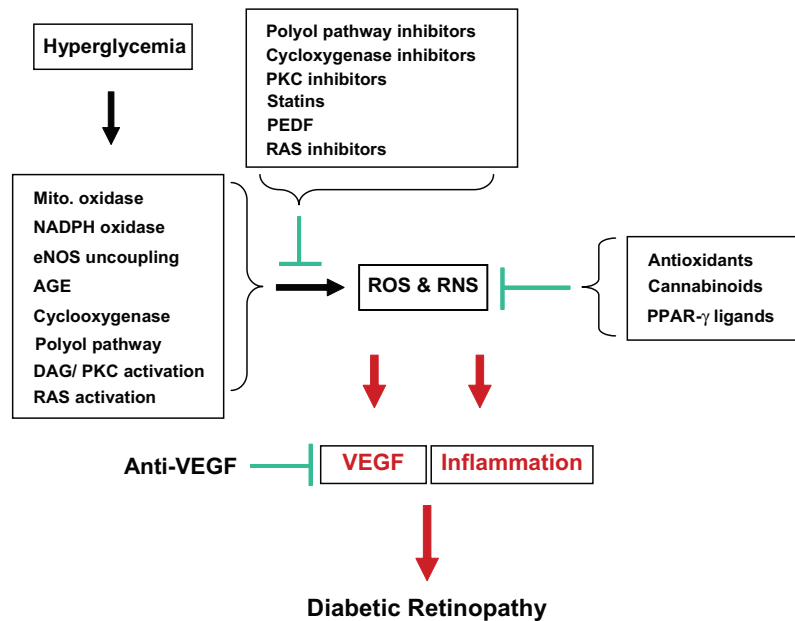 Hyperglycemia
Polyol pathway inhibitors
Cycloxygenase inhibitors
PKC inhibitors
Statins
PEDF
RAS inhibitors
Mito. oxidase
NADPH oxidase
eNOS uncoupling
AGE
Cyclooxygenase
Polyol pathway
DAG/ PKC activation
RAS activation
ROS & RNS
Antioxidants
Cannabinoids
PPAR-γ ligands
Anti-VEGF
VEGF
Inflammation
Diabetic Retinopathy